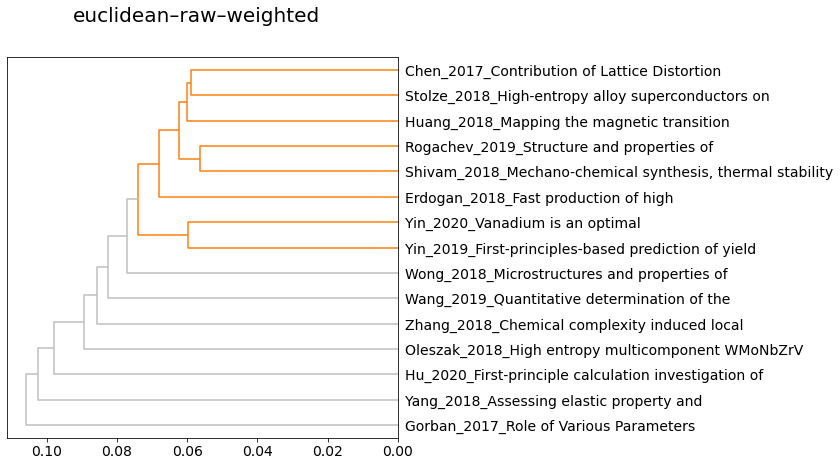 euclidean–raw–weighted
Chen_2017_Contribution of Lattice Distortion
Stolze_2018_High-entropy alloy superconductors on
Huang_2018_Mapping the magnetic transition
Rogachev_2019_Structure and properties of
Shivam_2018_Mechano-chemical synthesis, thermal stability
Erdogan_2018_Fast production of high
Yin_2020_Vanadium is an optimal
Yin_2019_First-principles-based prediction of yield
Wong_2018_Microstructures and properties of
Wang_2019_Quantitative determination of the
Zhang_2018_Chemical complexity induced local
Oleszak_2018_High entropy multicomponent WMoNbZrV
Hu_2020_First-principle calculation investigation of
Yang_2018_Assessing elastic property and
Gorban_2017_Role of Various Parameters
0.10 0.08 0.06 0.04 0.02 0.00